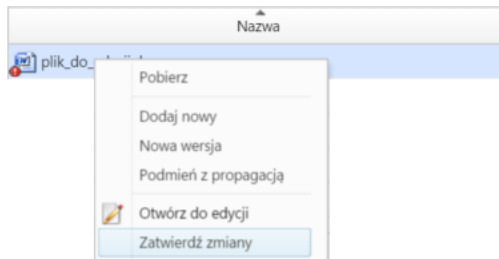 Nazwa
plik_do_
Pobierz
Dodaj nowy
Nowa wersja
Podmień z propagacją
Otwórz do edycji
Zatwierdź zmiany